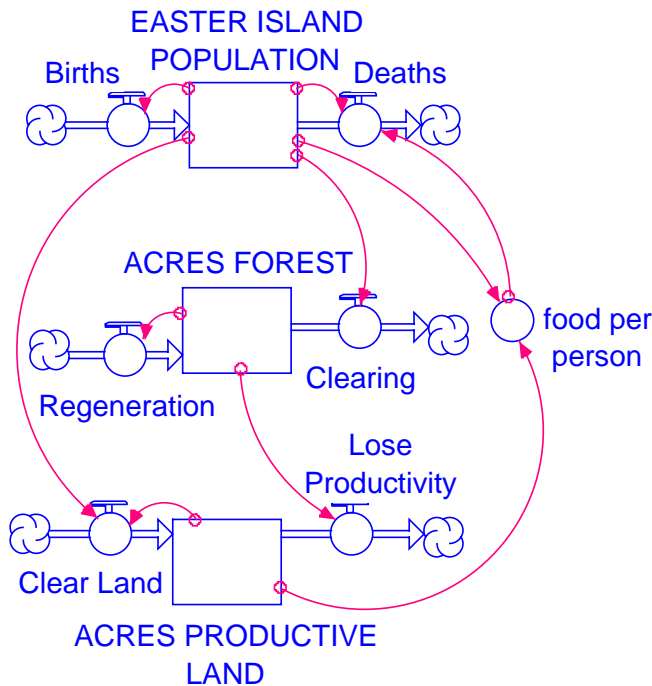 EASTER ISLAND
POPULATION
Births
Deaths
ACRES FOREST
food per
person
Regeneration
Clearing
Lose
Productivity
Clear Land
ACRES PRODUCTIVE
LAND